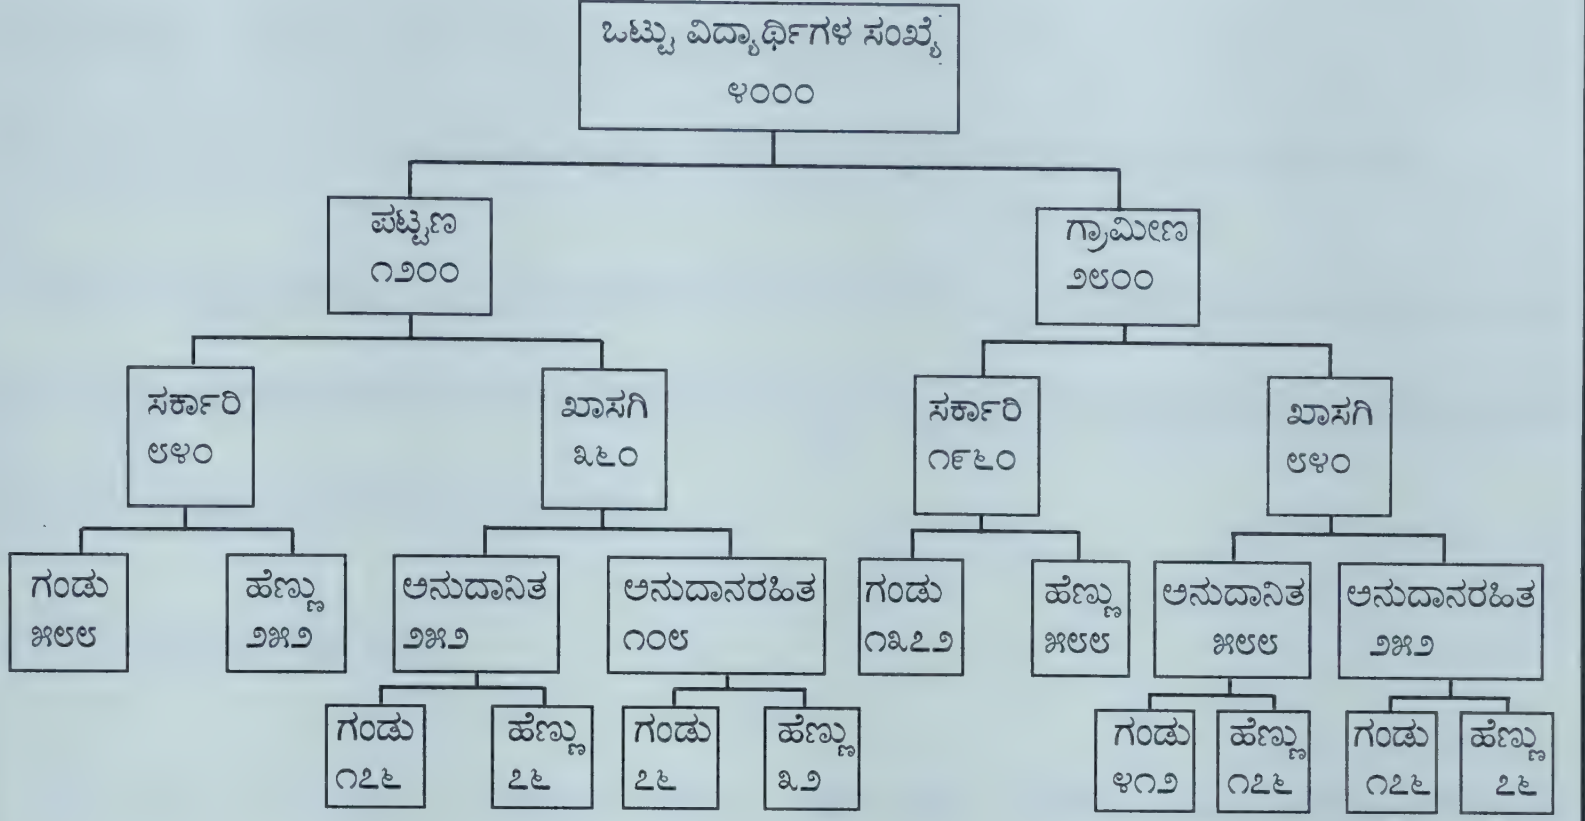 ಒಟ್ಟು ವಿದ್ಯಾರ್ಥಿಗಳ ಸಂಖ್ಯೆ
೪೦೦೦
ಪಟ್ಟಣ
೧೨೦೦
ಗ್ರಾಮೀಣ
೨೮೦೦
ಸರ್ಕಾರಿ
೮೪೦
ಖಾಸಗಿ
೩೬೦
ಸರ್ಕಾರಿ
೧೯೬೦
ಖಾಸಗಿ
೮೪೦
ಗಂಡು
೫೮೮
ಹೆಣ್ಣು
೨೫೨
ಅನುದಾನಿತ
೨೫೨
ಅನುದಾನರಹಿತ
೧೦೮
ಗಂಡು
೧೩೭೨
ಹೆಣ್ಣು
೫೮೮
ಅನುದಾನಿತ
೫೮೮
ಅನುದಾನರಹಿತ
೨೫೨
ಗಂಡು
೧೭೬
ಹೆಣ್ಣು
೭೬
ಗಂಡು
೭೬
ಹೆಣ್ಣು
೩೨
ಗಂಡು
೪೧೨
ಹೆಣ್ಣು
೧೭೬
ಗಂಡು
೧೭೬
ಹೆಣ್ಣು
೭೬